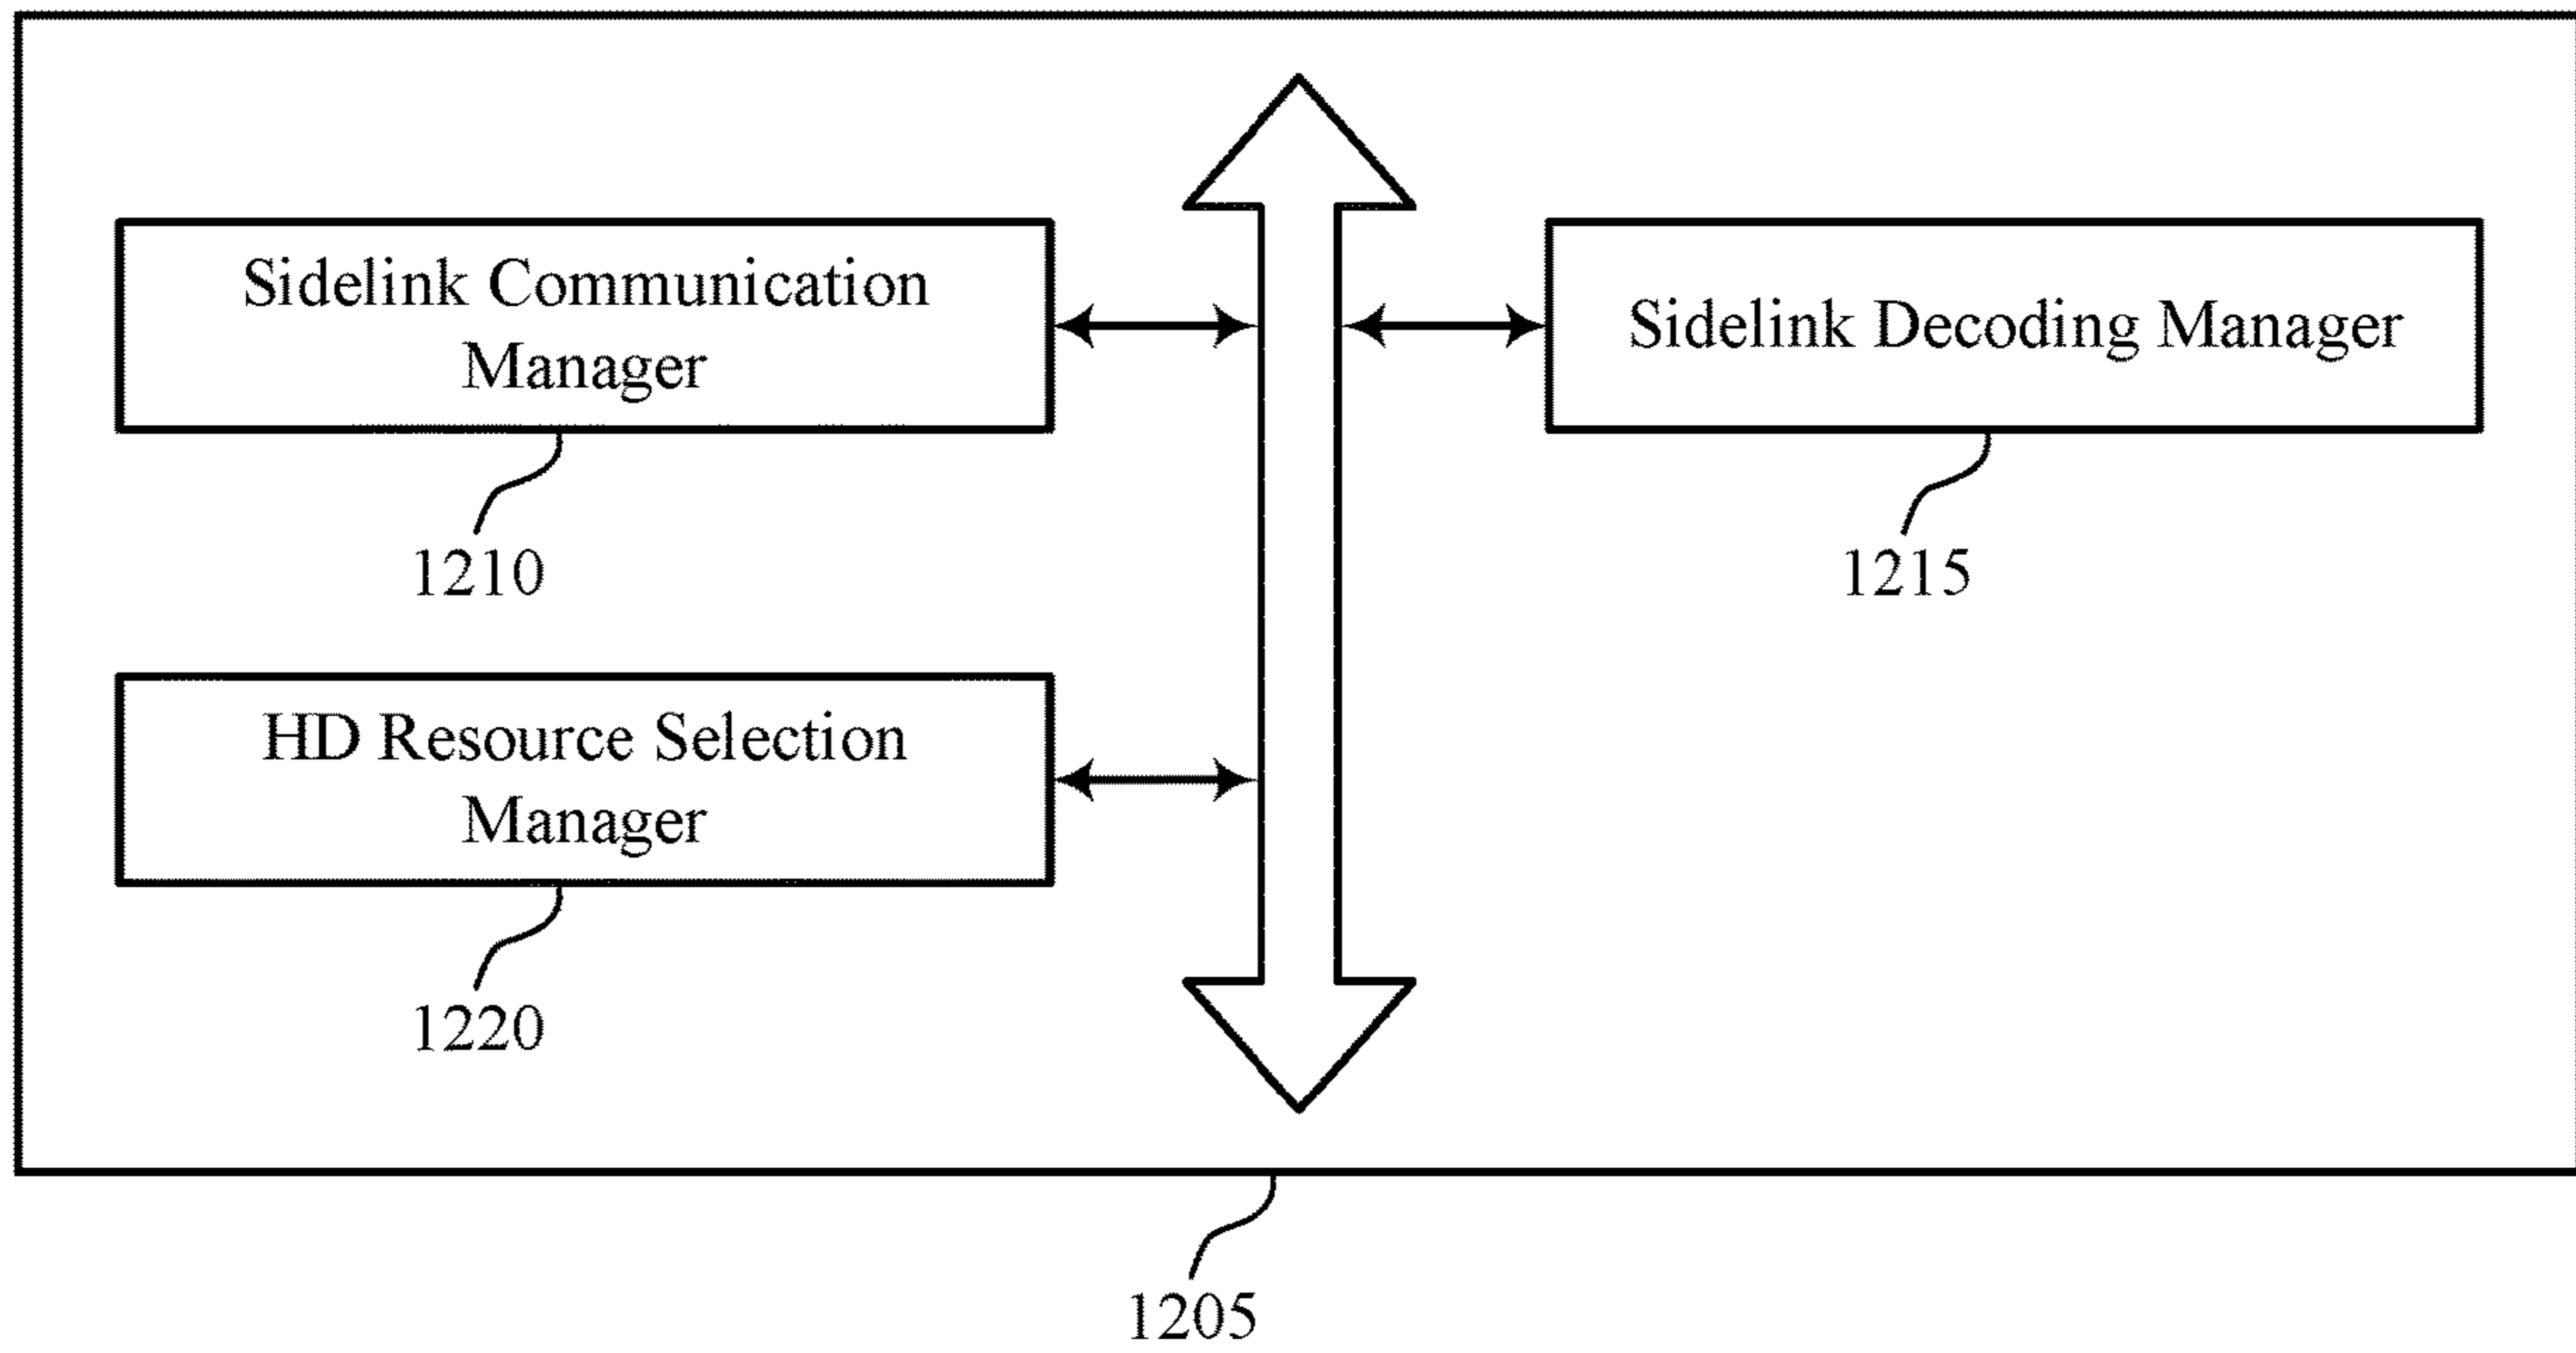 Sidelink Communication
Manager
1210
Sidelink Decoding Manager
1215
HD Resource Selection
Manager
1220
1205